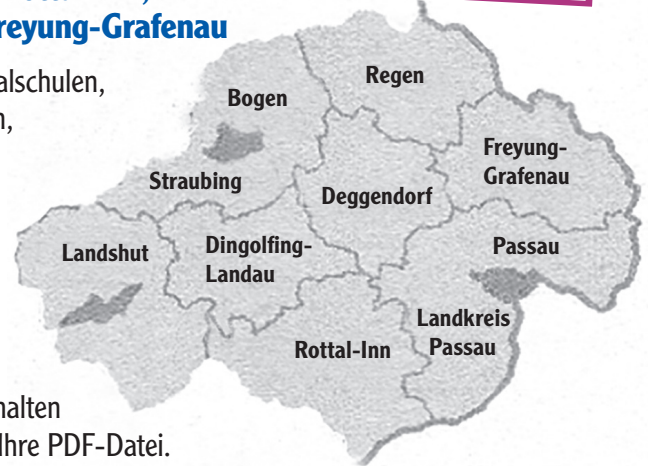 Freyung-Grafenau
alschulen,
Regen
Bogen
Freyung-
Grafenau
Straubing
Deggendorf
Landshut
Dingolfing-
Landau
Passau
Landkreis
Passau
Rottal-Inn
halten
Ihre PDF-Datei.